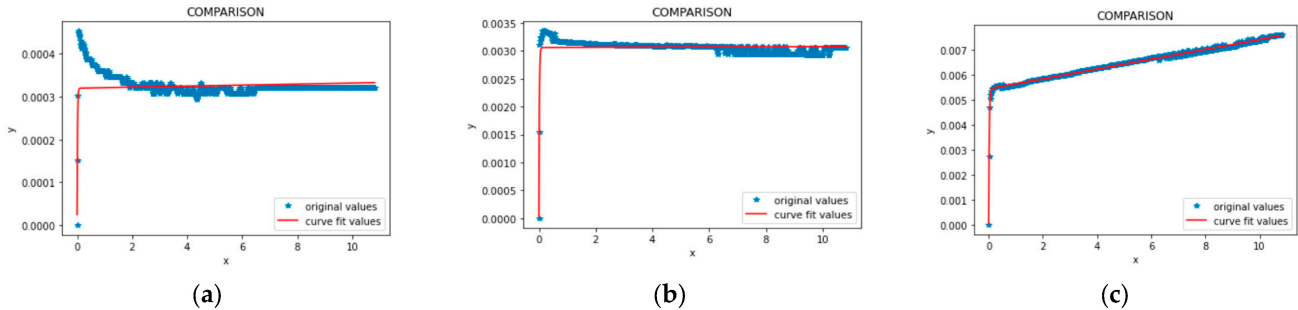 COMPARISON
y
0.0004
0.0003
0.0002
0.0001
0.0000
original values
curve fit values
0 2 4 6 8 10
x
(a)
COMPARISON
y
0.0035
0.0030
0.0025
0.0020
0.0015
0.0010
0.0005
0.0000
original values
curve fit values
0 2 4 6 8 10
x
(b)
COMPARISON
y
0.007
0.006
0.005
0.004
0.003
0.002
0.001
0.000
original values
curve fit values
0 2 4 6 8 10
x
(c)